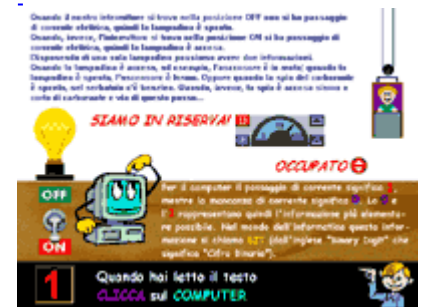 Quando il nostro interruttore si trova nella posizione OFF non si ha passaggio
di corrente elettrica, quindi la lampadina è spenta.
Quando, invece, l'interruttore si trova nella posizione ON si ha passaggio di
corrente elettrica, quindi la lampadina è accesa.
Disponendo di una sola lampadina possiamo avere due informazioni.
Quando la lampadina è accesa, ad esempio, l'ascensore è in moto; quando la
lampadina è spenta, l'ascensore è fermo. Oppure quando la spia del carburante
è spenta, nel serbatoio c'è benzina. Quando, invece, la spia è accesa siamo a
corto di carburante e via di questo passo...
SIAMO IN RISERVA!
OCCUPATO
OFF
ON
Per il computer il passaggio di corrente significa 1,
mentre la mancanza di corrente significa 0. Lo 0 e
l'1 rappresentano quindi l'informazione più elementa-
re possibile. Nel mondo dell'informatica questa infor-
mazione si chiama BIT (dall'inglese "Binary Digit" che
significa "Cifra binaria").
1
Quando hai letto il testo
CLICCA sul COMPUTER